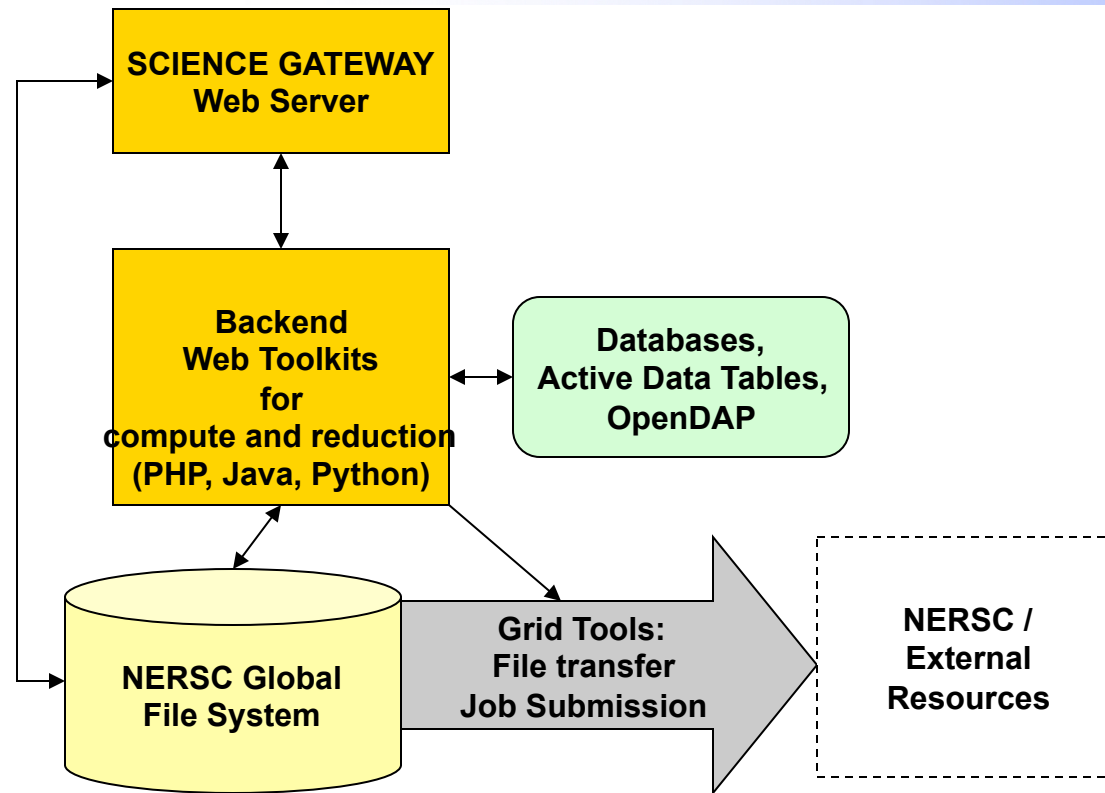 SCIENCE GATEWAY
Web Server
Backend
Web Toolkits
for
compute and reduction
(PHP, Java, Python)
Databases,
Active Data Tables,
OpenDAP
NERSC Global
File System
Grid Tools:
File transfer
Job Submission
NERSC /
External
Resources